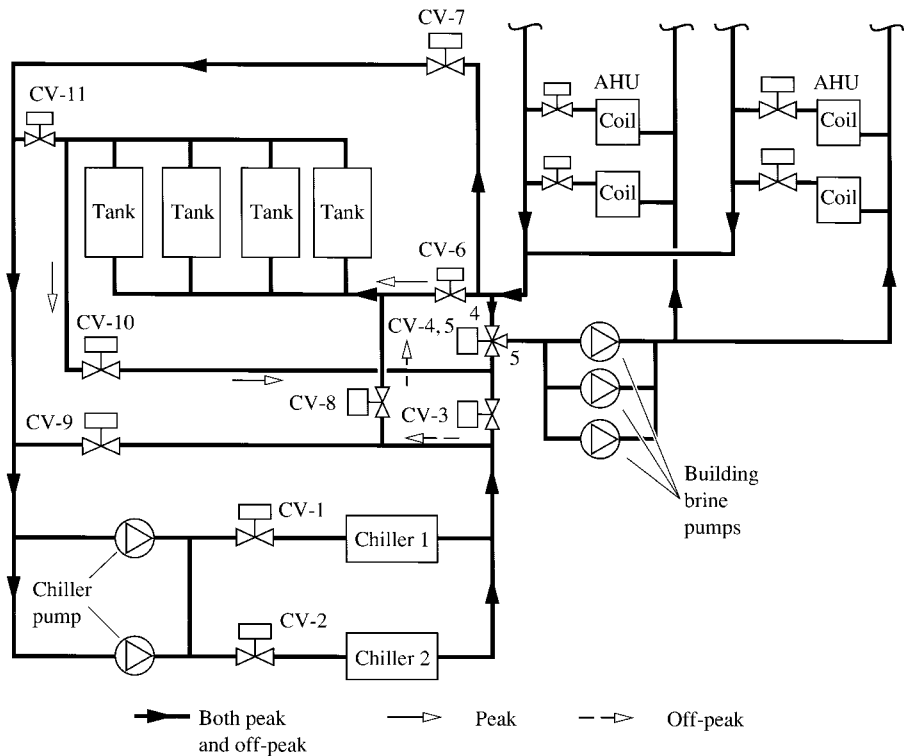 CV-7
CV-11
AHU
AHU
Coil
Coil
Coil
Coil
Tank
Tank
Tank
Tank
CV-6
4
CV-4, 5
5
CV-10
CV-8
CV-3
CV-9
Building
brine
pumps
CV-1
Chiller 1
Chiller
pump
CV-2
Chiller 2
Both peak
and off-peak
Peak
Off-peak